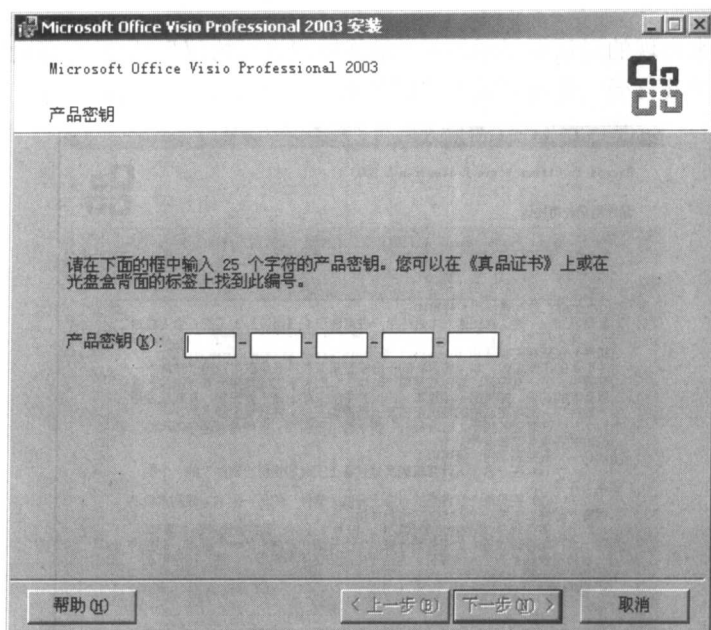 Microsoft Office Visio Professional 2003 安装
Microsoft Office Visio Professional 2003
产品密钥
请在下面的框中输入 25 个字符的产品密钥。您可以在《真品证书》上或在
光盘盒背面的标签上找到此编号。
产品密钥(K): - - - -
帮助(H) < 上一步(B) 下一步(N) > 取消